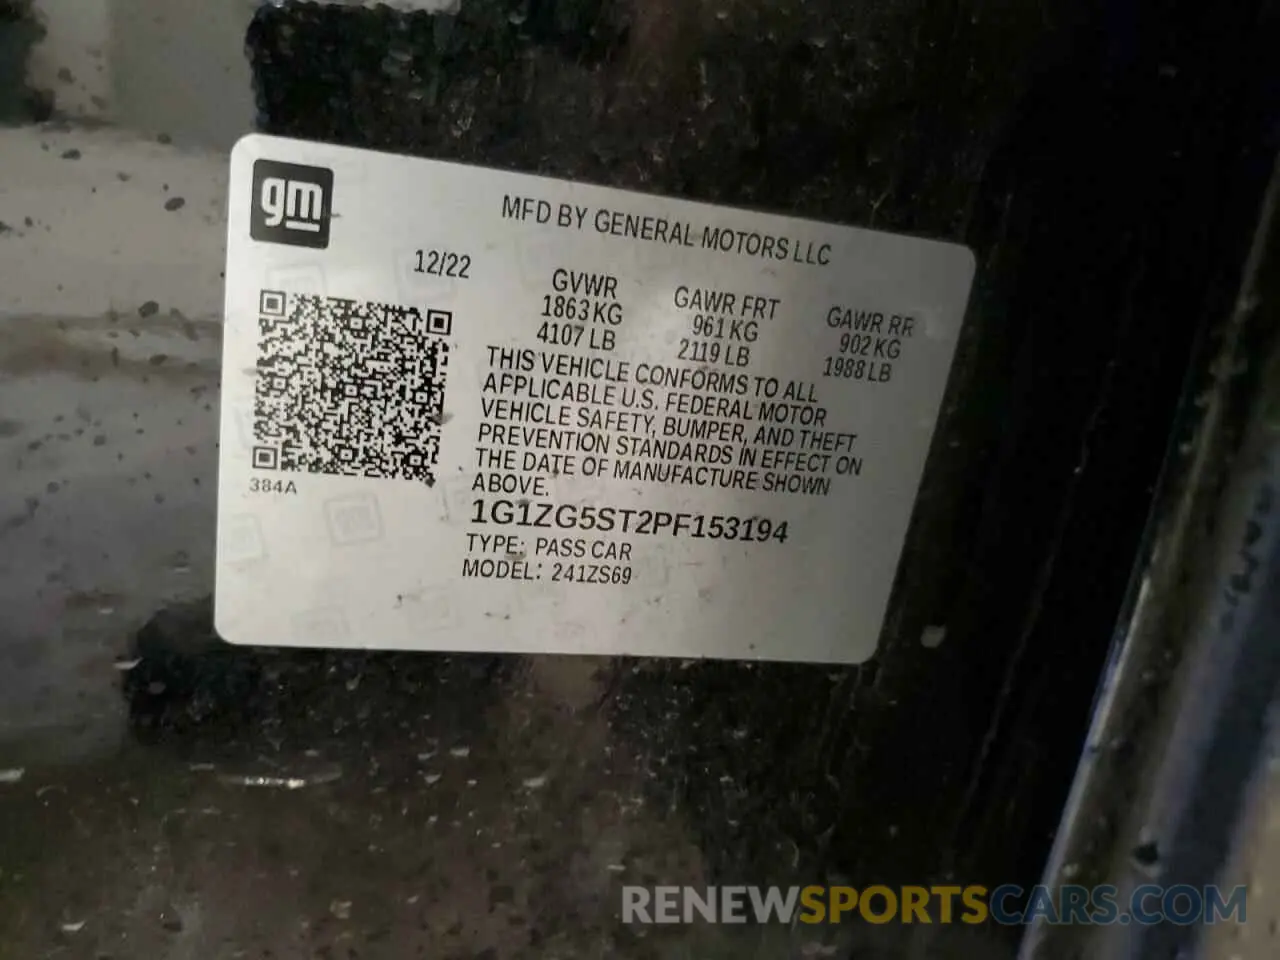 gm
MFD BY GENERAL MOTORS LLC
12/22
GVWR
1863 KG
4107 LB
GAWR FRT
961 KG
2119 LB
GAWR RR
902 KG
1988 LB
THIS VEHICLE CONFORMS TO ALL
APPLICABLE U.S. FEDERAL MOTOR
VEHICLE SAFETY, BUMPER, AND THEFT
PREVENTION STANDARDS IN EFFECT ON
THE DATE OF MANUFACTURE SHOWN
ABOVE.
384A
1G1ZG5ST2PF153194
TYPE: PASS CAR
MODEL: 241ZS69
RENEWSPORTSCARS.COM